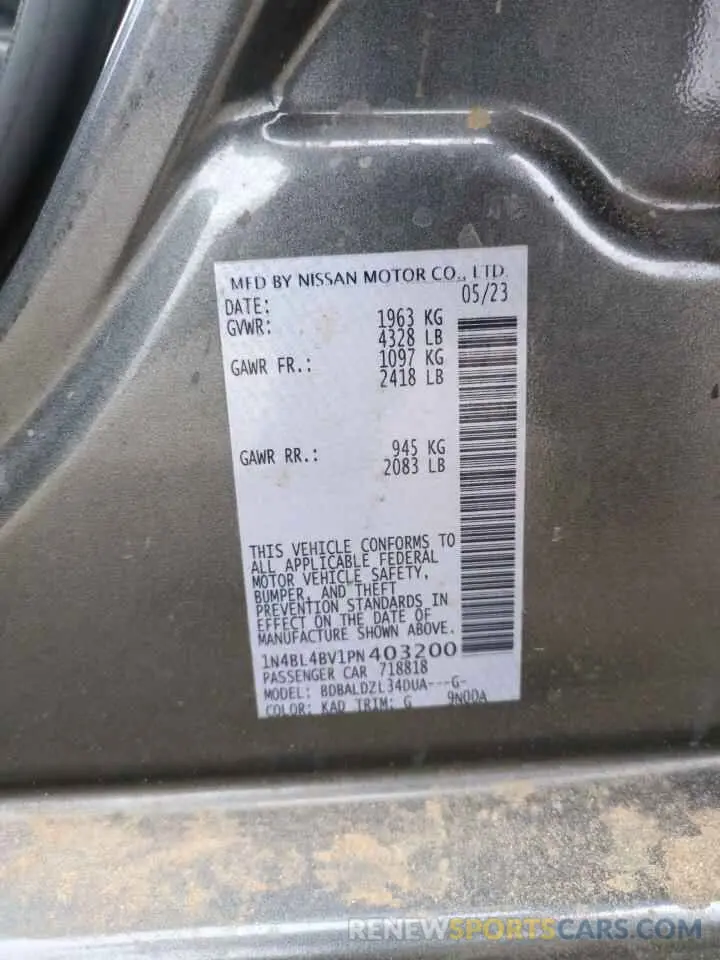 MFD BY NISSAN MOTOR CO., LTD.
DATE: 05/23
GVWR: 1963 KG
4328 LB
GAWR FR.: 1097 KG
2418 LB
GAWR RR.: 945 KG
2083 LB
THIS VEHICLE CONFORMS TO
ALL APPLICABLE FEDERAL
MOTOR VEHICLE SAFETY,
BUMPER, AND THEFT
PREVENTION STANDARDS IN
EFFECT ON THE DATE OF
MANUFACTURE SHOWN ABOVE.
1N4BL4BV1PN403200
PASSENGER CAR 718818
MODEL: BDBALDZL34DUA---G-
COLOR: KAD TRIM: G 9N0DA
RENEWSPORTSCARS.COM